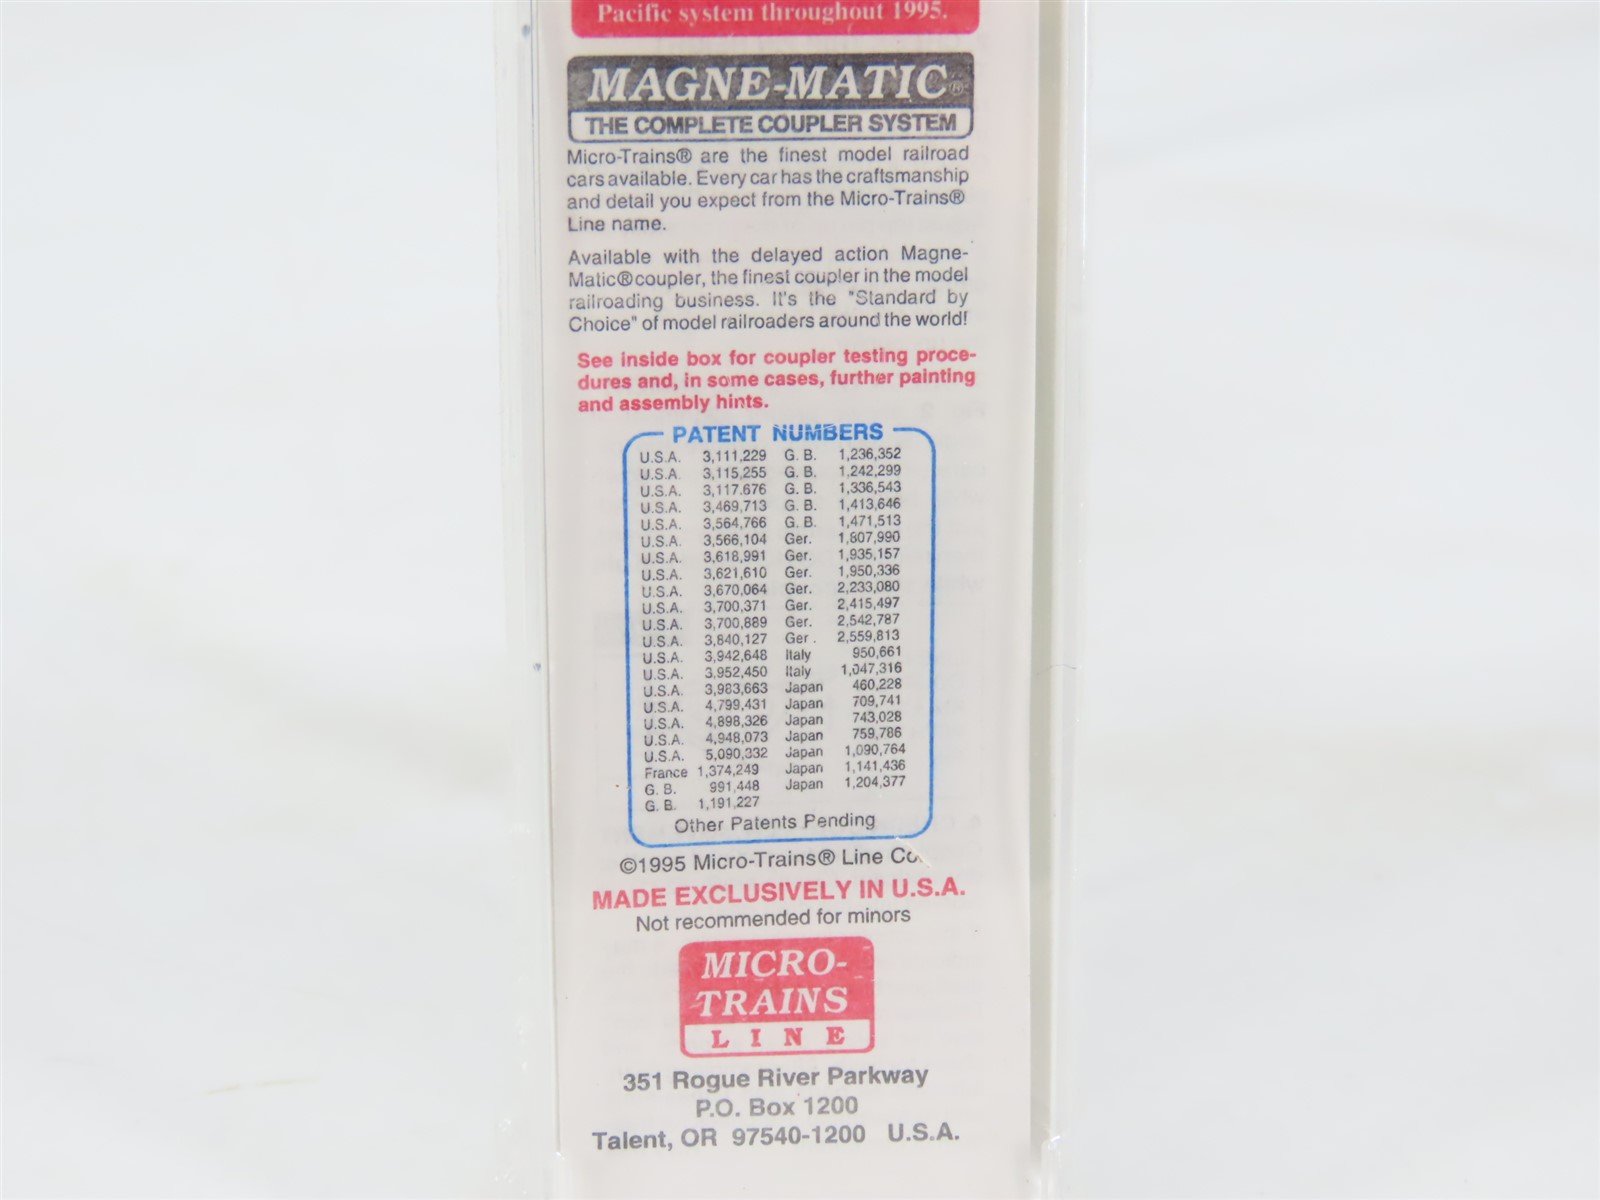 Pacific system throughout 1995.
MAGNE-MATIC®
THE COMPLETE COUPLER SYSTEM
Micro-Trains® are the finest model railroad
cars available. Every car has the craftsmanship
and detail you expect from the Micro-Trains®
Line name.
Available with the delayed action Magne-
Matic® coupler, the finest coupler in the model
railroading business. It's the "Standard by
Choice" of model railroaders around the world!
See inside box for coupler testing proce-
dures and, in some cases, further painting
and assembly hints.
PATENT NUMBERS
U.S.A. 3,111,229 G. B. 1,236,352
U.S.A. 3,115,255 G. B. 1,242,299
U.S.A. 3,117.676 G. B. 1,336,543
U.S.A. 3,469,713 G. B. 1,413,646
U.S.A. 3,564,766 G. B. 1,471,513
U.S.A. 3,566,104 Ger. 1,807,990
U.S.A. 3,618,991 Ger. 1,935,157
U.S.A. 3,621,610 Ger. 1,950,336
U.S.A. 3,670,064 Ger. 2,233,080
U.S.A. 3,700,371 Ger. 2,415,497
U.S.A. 3,700,889 Ger. 2,542,787
U.S.A. 3,840,127 Ger . 2,559,813
U.S.A. 3,942,648 Italy 950,661
U.S.A. 3,952,450 Italy 1,047,316
U.S.A. 3,983,663 Japan 460,228
U.S.A. 4,799,431 Japan 709,741
U.S.A. 4,898,326 Japan 743,028
U.S.A. 4,948,073 Japan 759,786
U.S.A. 5,090,332 Japan 1,090,764
France 1,374,249 Japan 1,141,436
G. B. 991,448 Japan 1,204,377
G. B. 1,191,227
Other Patents Pending
©1995 Micro-Trains® Line Co.
MADE EXCLUSIVELY IN U.S.A.
Not recommended for minors
MICRO-
TRAINS
LINE
351 Rogue River Parkway
P.O. Box 1200
Talent, OR 97540-1200 U.S.A.